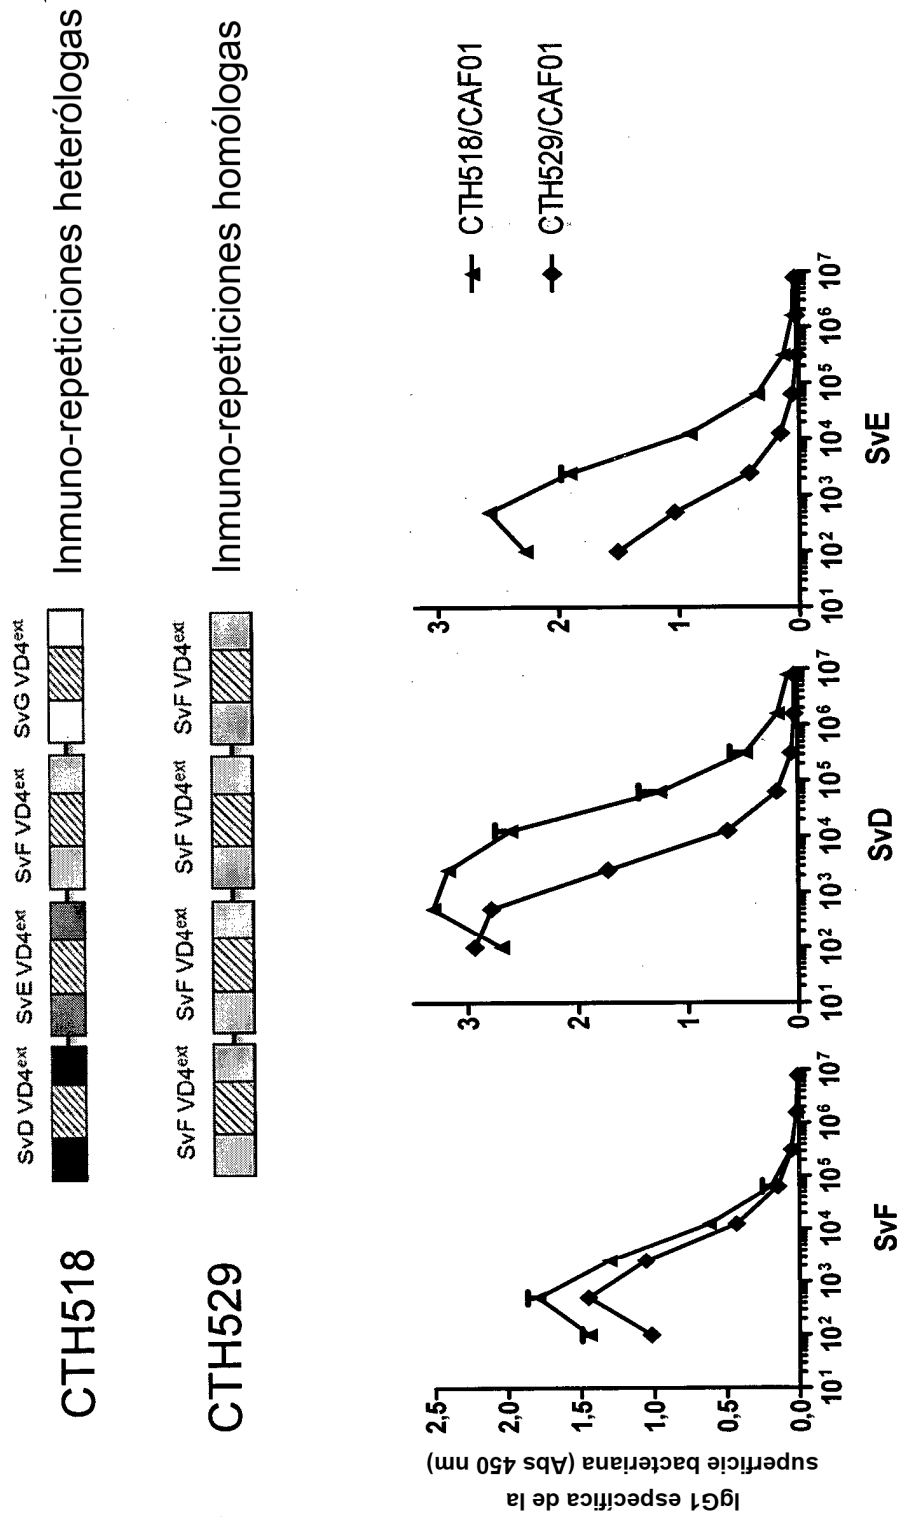 CTH518
SvD VD4ext
SvE VD4ext
SvF VD4ext
SvG VD4ext
Inmuno-repeticiones heterólogas
CTH529
SvF VD4ext
SvF VD4ext
SvF VD4ext
SvF VD4ext
Inmuno-repeticiones homólogas
IgG1 específica de la
superficie bacteriana (Abs 450 nm)
2,5
2,0
1,5
1,0
0,5
0,0
10¹ 10² 10³ 10⁴ 10⁵ 10⁶ 10⁷
SvF
3
2
1
0
10¹ 10² 10³ 10⁴ 10⁵ 10⁶ 10⁷
SvD
3
2
1
0
10¹ 10² 10³ 10⁴ 10⁵ 10⁶ 10⁷
SvE
CTH518/CAF01
CTH529/CAF01